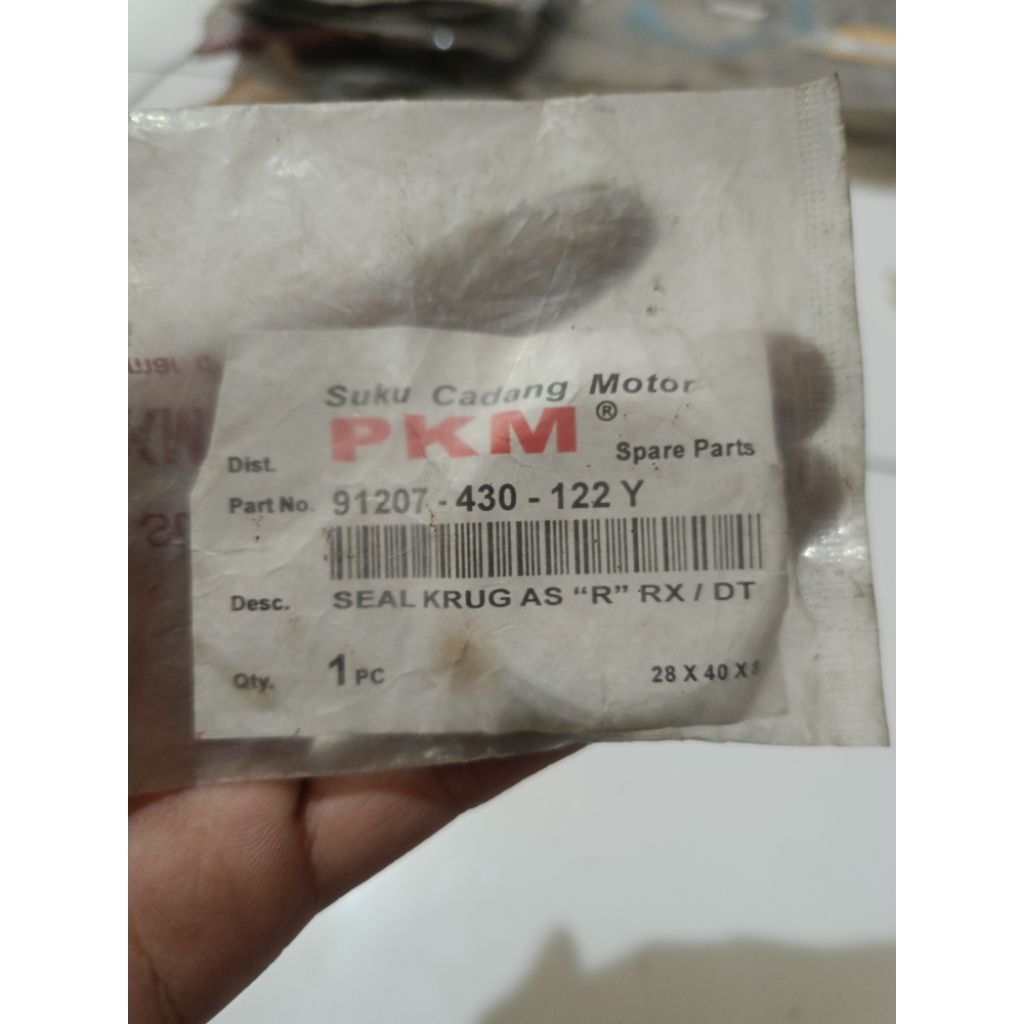 Suku Cadang Motor
PKM ®
Dist. Spare Parts
Part No. 91207 - 430 - 122 Y
Desc. SEAL KRUG AS “R” RX / DT
Qty. 1 PC 28 X 40 X 8